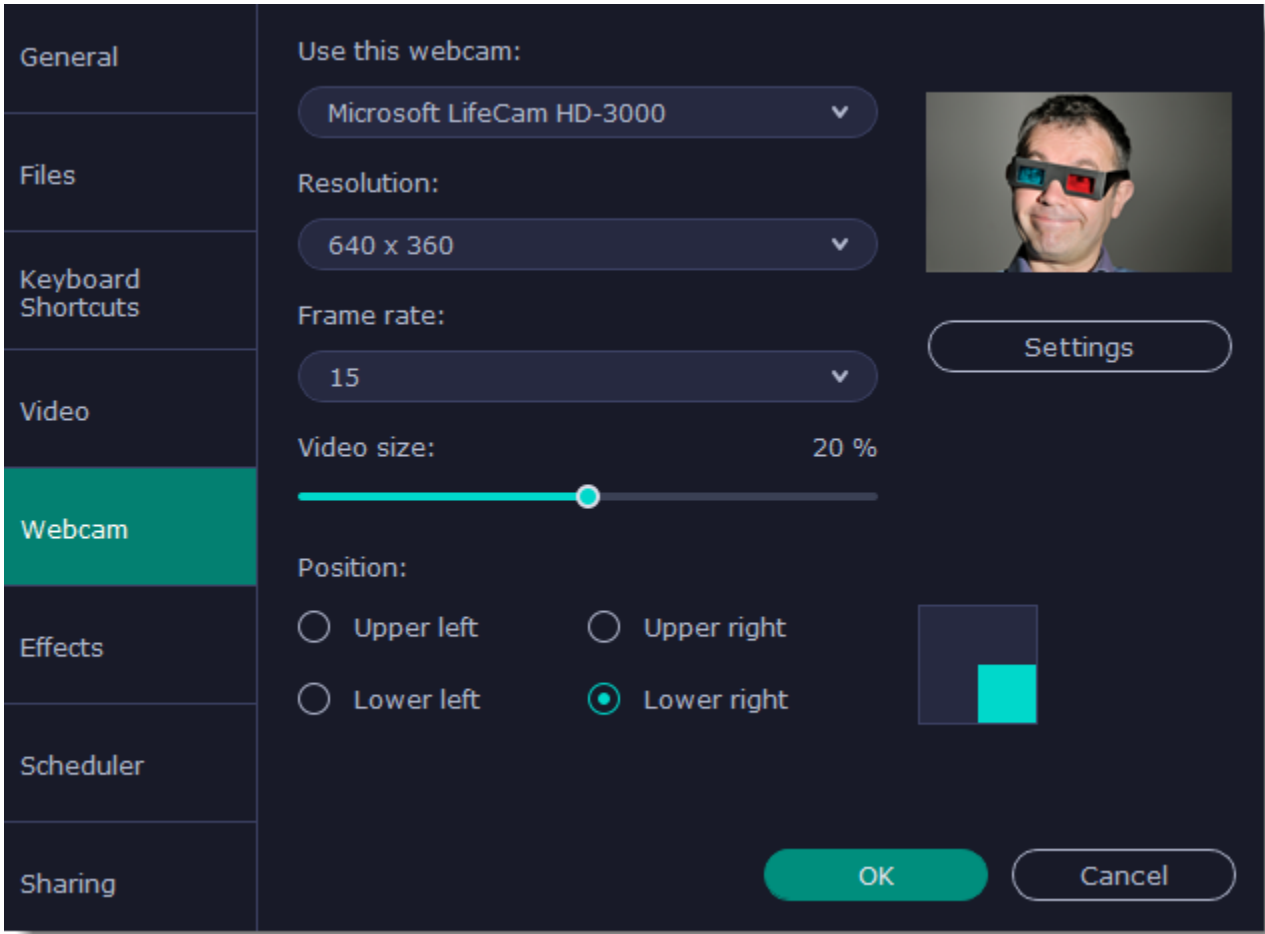 General
Files
Keyboard
Shortcuts
Video
Webcam
Effects
Scheduler
Sharing
Use this webcam:
Microsoft LifeCam HD-3000
Resolution:
640 x 360
Frame rate:
15
Video size:
20 %
Position:
Upper left
Upper right
Lower left
Lower right
Settings
OK
Cancel